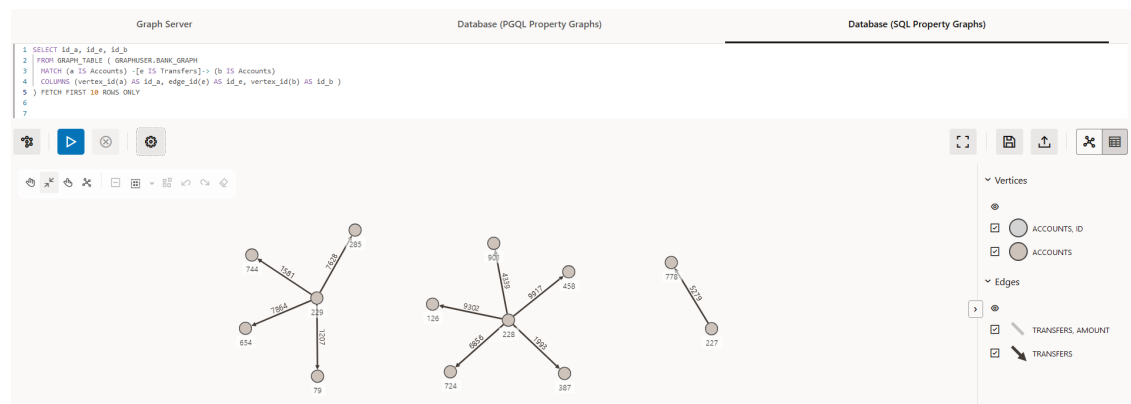 Graph Server
Database (PGQL Property Graphs)
Database (SQL Property Graphs)
1 SELECT id_a, id_e, id_b
2 FROM GRAPH_TABLE ( GRAPHUSER.BANK_GRAPH
3 MATCH (a IS Accounts) -[e IS Transfers]-> (b IS Accounts)
4 COLUMNS (vertex_id(a) AS id_a, edge_id(e) AS id_e, vertex_id(b) AS id_b )
5 ) FETCH FIRST 10 ROWS ONLY
6
7
Vertices
ACCOUNTS, ID
ACCOUNTS
Edges
TRANSFERS, AMOUNT
TRANSFERS
285
744
7628
1581
229
7864
654
1207
79
901
4339
458
9917
9302
126
228
6856
1993
724
387
778
5279
227